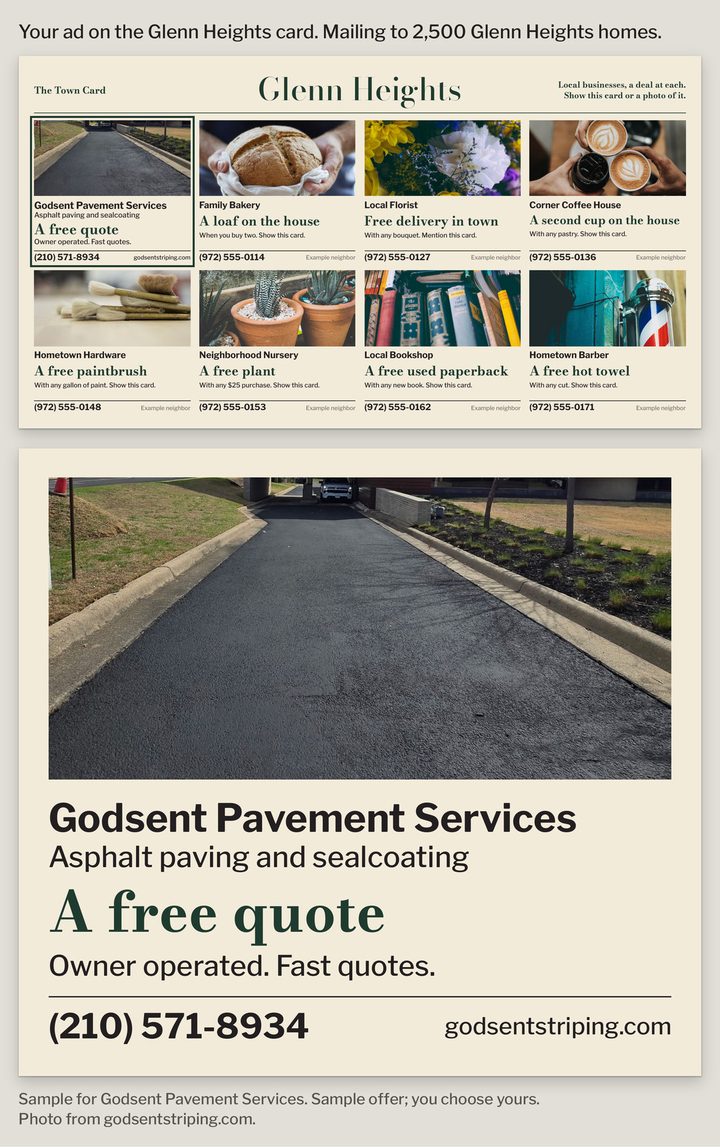 Your ad on the Glenn Heights card. Mailing to 2,500 Glenn Heights homes.
The Town Card
Glenn Heights
Local businesses, a deal at each.
Show this card or a photo of it.
Godsent Pavement Services
Asphalt paving and sealcoating
A free quote
Owner operated. Fast quotes.
(210) 571-8934
godsentstriping.com
Family Bakery
A loaf on the house
When you buy two. Show this card.
(972) 555-0114
Example neighbor
Local Florist
Free delivery in town
With any bouquet. Mention this card.
(972) 555-0127
Example neighbor
Corner Coffee House
A second cup on the house
With any pastry. Show this card.
(972) 555-0136
Example neighbor
Hometown Hardware
A free paintbrush
With any gallon of paint. Show this card.
(972) 555-0148
Example neighbor
Neighborhood Nursery
A free plant
With any $25 purchase. Show this card.
(972) 555-0153
Example neighbor
Local Bookshop
A free used paperback
With any new book. Show this card.
(972) 555-0162
Example neighbor
Hometown Barber
A free hot towel
With any cut. Show this card.
(972) 555-0171
Example neighbor
Godsent Pavement Services
Asphalt paving and sealcoating
A free quote
Owner operated. Fast quotes.
(210) 571-8934
godsentstriping.com
Sample for Godsent Pavement Services. Sample offer; you choose yours.
Photo from godsentstriping.com.